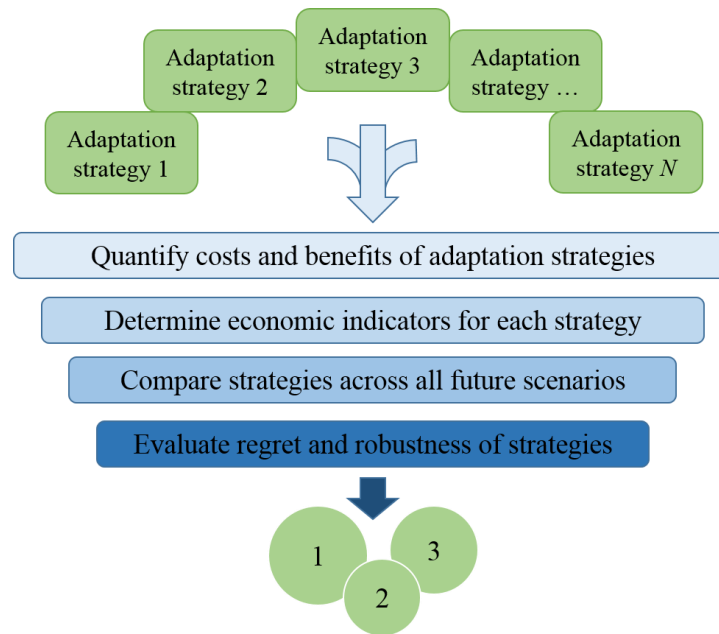 Adaptation
strategy 1
Adaptation
strategy 2
Adaptation
strategy 3
Adaptation
strategy …
Adaptation
strategy N
Quantify costs and benefits of adaptation strategies
Determine economic indicators for each strategy
Compare strategies across all future scenarios
Evaluate regret and robustness of strategies
1
2
3